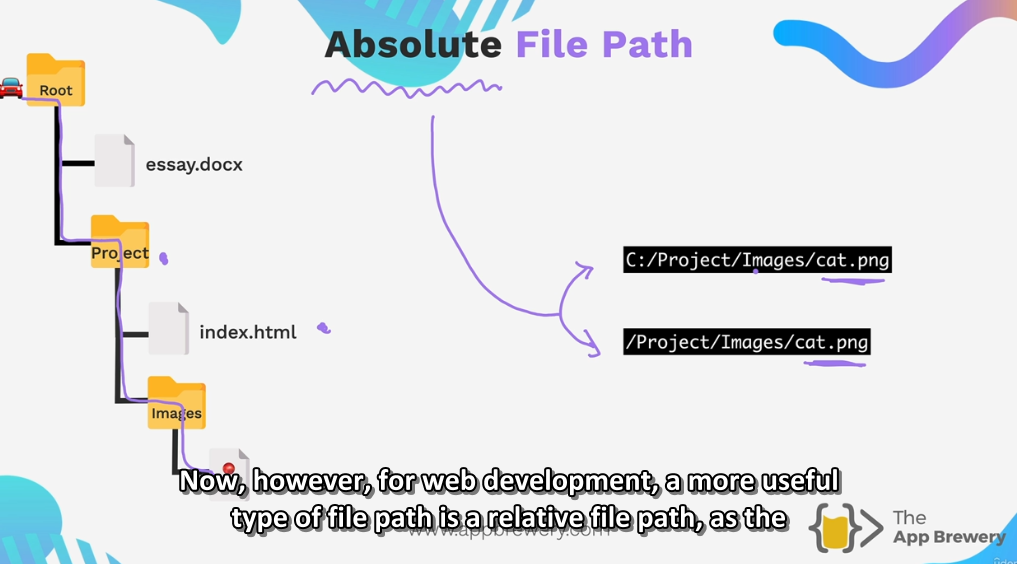 Absolute File Path
Root
essay.docx
Project
C:/Project/Images/cat.png
index.html
/Project/Images/cat.png
Images
Now, however, for web development, a more useful
type of file path is a relative file path, as the
www.appbrewery.com
The
App Brewery